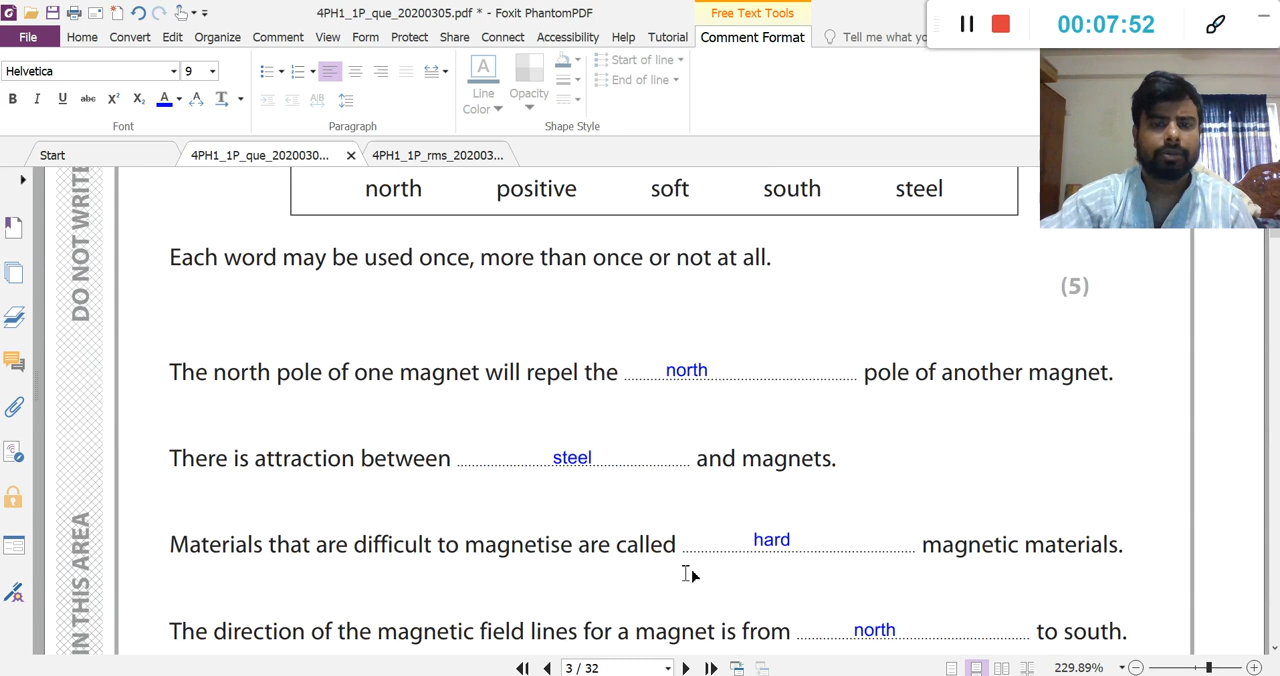 4PH1_1P_que_20200305.pdf * - Foxit PhantomPDF
Free Text Tools
00:07:52
File Home Convert Edit Organize Comment View Form Protect Share Connect Accessibility Help Tutorial Comment Format Tell me what yo
Helvetica 9
Start of line
End of line
B I U abc X² X₂ A A T
Line Color
Opacity
Font Paragraph Shape Style
Start 4PH1_1P_que_2020030... 4PH1_1P_rms_202003...
north positive soft south steel
Each word may be used once, more than once or not at all.
(5)
The north pole of one magnet will repel the north pole of another magnet.
There is attraction between steel and magnets.
Materials that are difficult to magnetise are called hard magnetic materials.
The direction of the magnetic field lines for a magnet is from north to south.
DO NOT WRITE
IN THIS AREA
3 / 32
229.89%